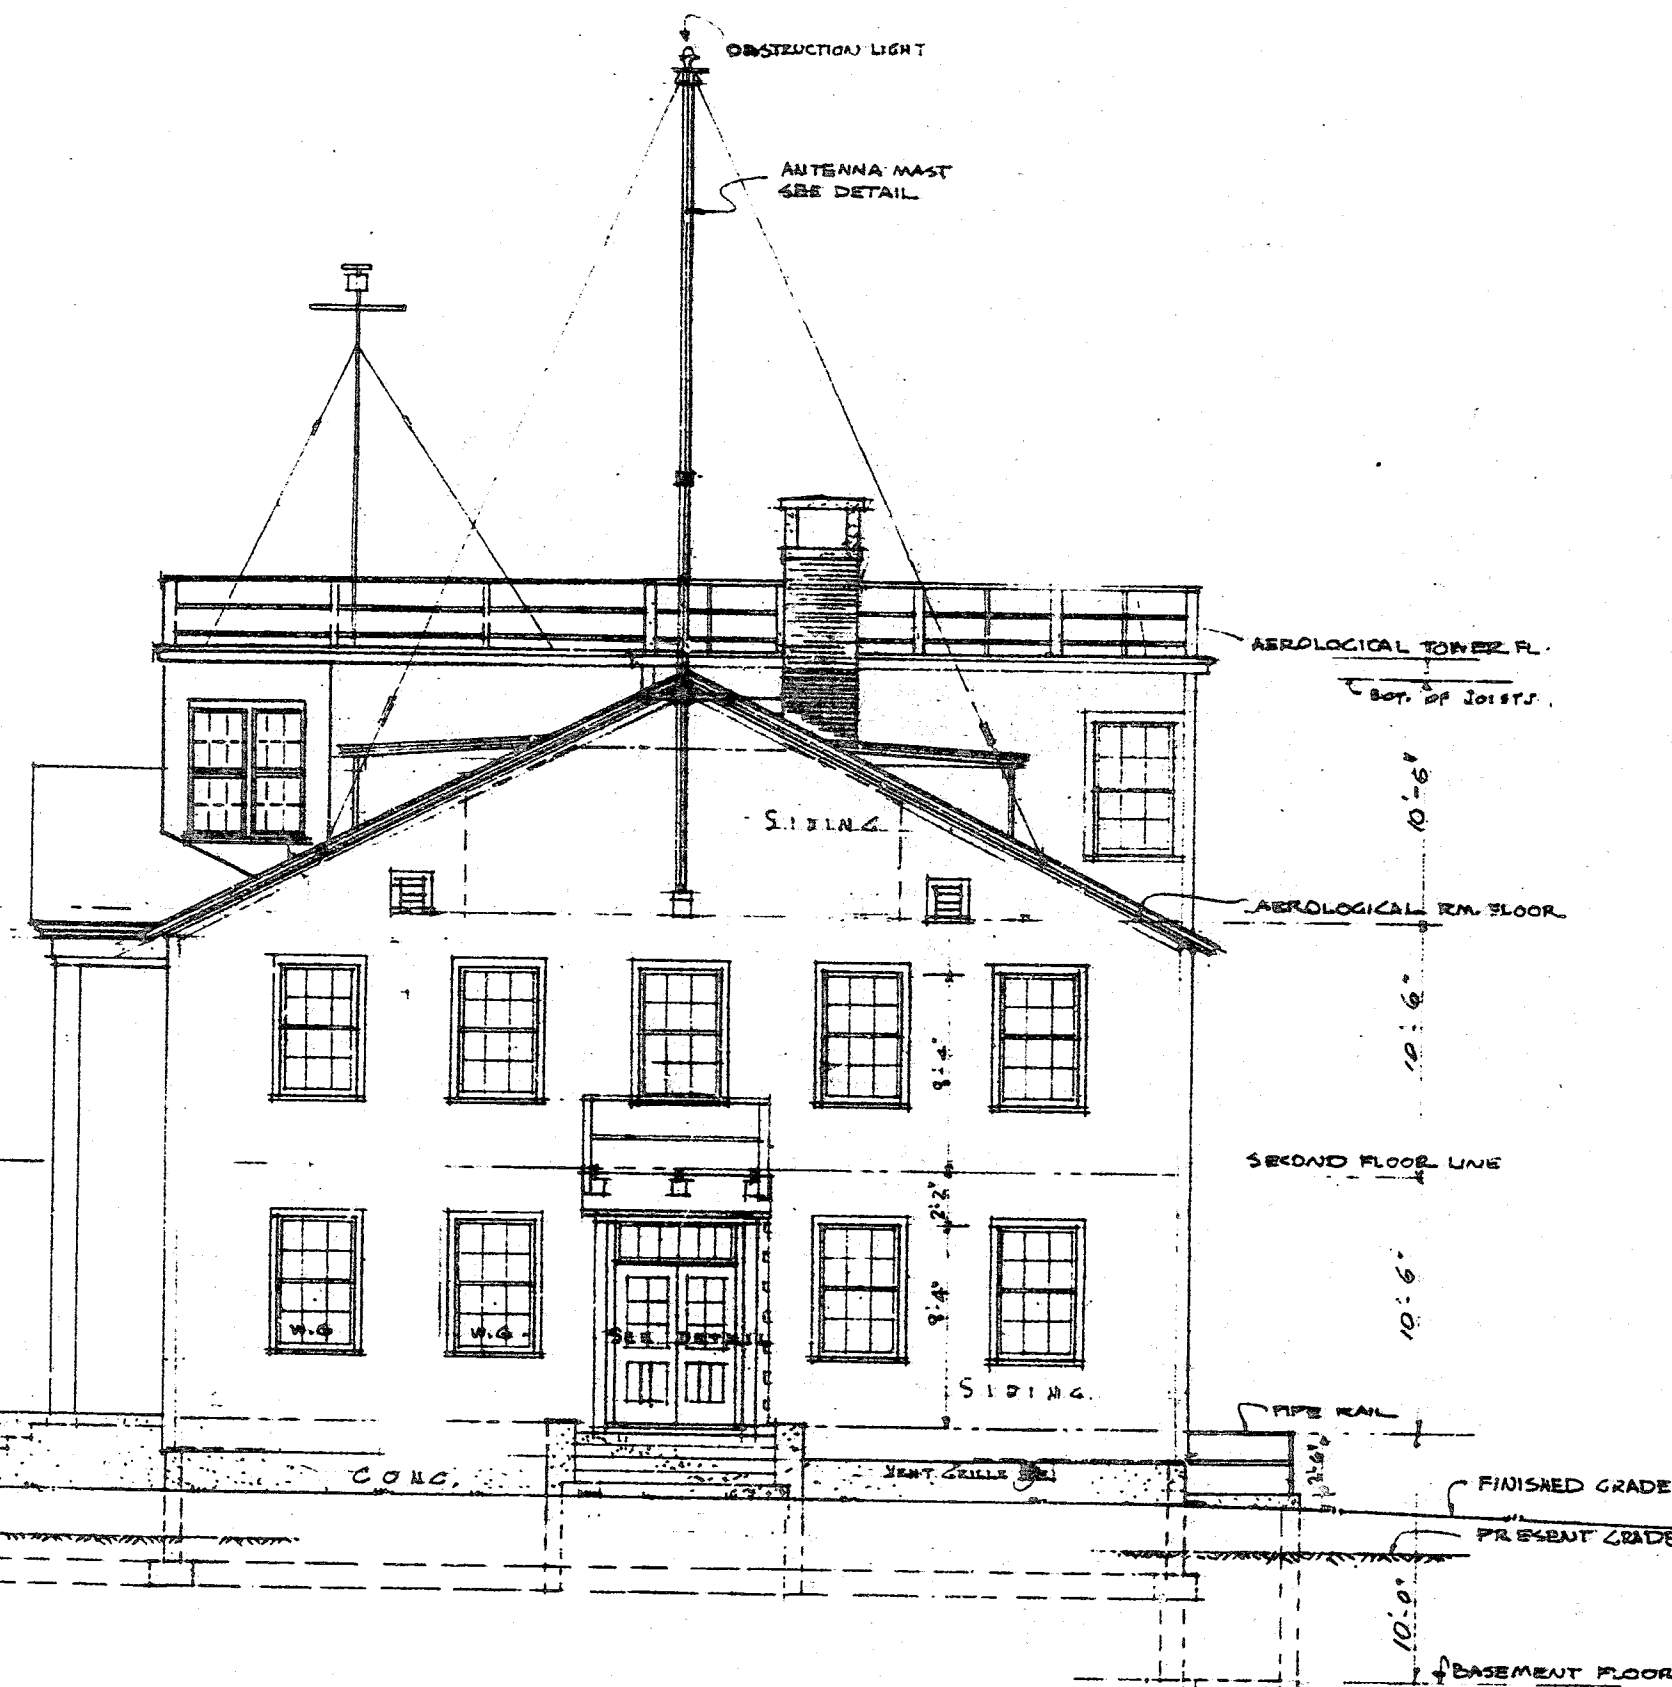 OBSTRUCTION LIGHT
ANTENNA MAST
SEE DETAIL
AEROLOGICAL TOWER FL.
BOT. OF JOISTS.
10'-6"
SIDING
AEROLOGICAL RM. FLOOR
10'-6"
8'-4"
SECOND FLOOR LINE
2'-2"
10'-6"
8'-4"
W.G.
W.G.
SEE DETAIL
SIDING.
PIPE RAIL
CONC.
VENT GRILLE
2'-6"
FINISHED GRADE
PRESENT GRADE
10'-0"
BASEMENT FLOOR